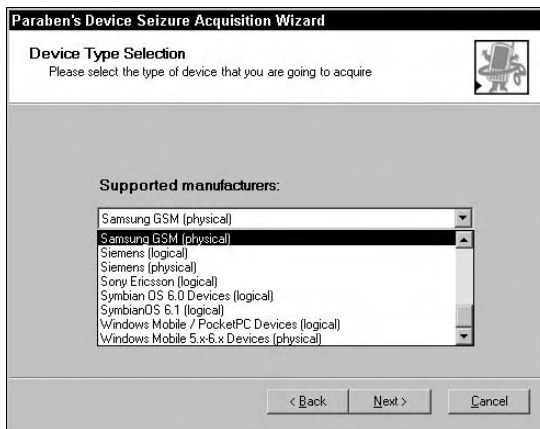 Paraben's Device Seizure Acquisition Wizard
Device Type Selection
Please select the type of device that you are going to acquire
Supported manufacturers:
Samsung GSM (physical)
Samsung GSM (physical)
Siemens (logical)
Siemens (physical)
Sony Ericsson (logical)
Symbian OS 6.0 Devices (logical)
SymbianOS 6.1 (logical)
Windows Mobile / PocketPC Devices (logical)
Windows Mobile 5.x-6.x Devices (physical)
< Back Next > Cancel